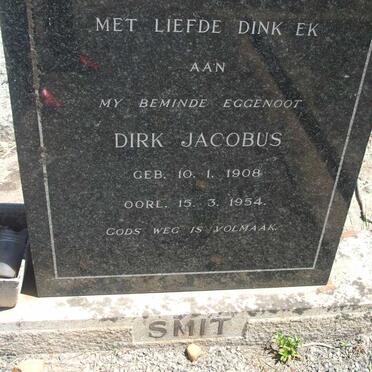 MET LIEFDE DINK EK
AAN
MY BEMINDE EGGENOOT
DIRK JACOBUS
GEB. 10. 1. 1908
OORL. 15. 3. 1954.
GODS WEG IS VOLMAAK.
SMIT